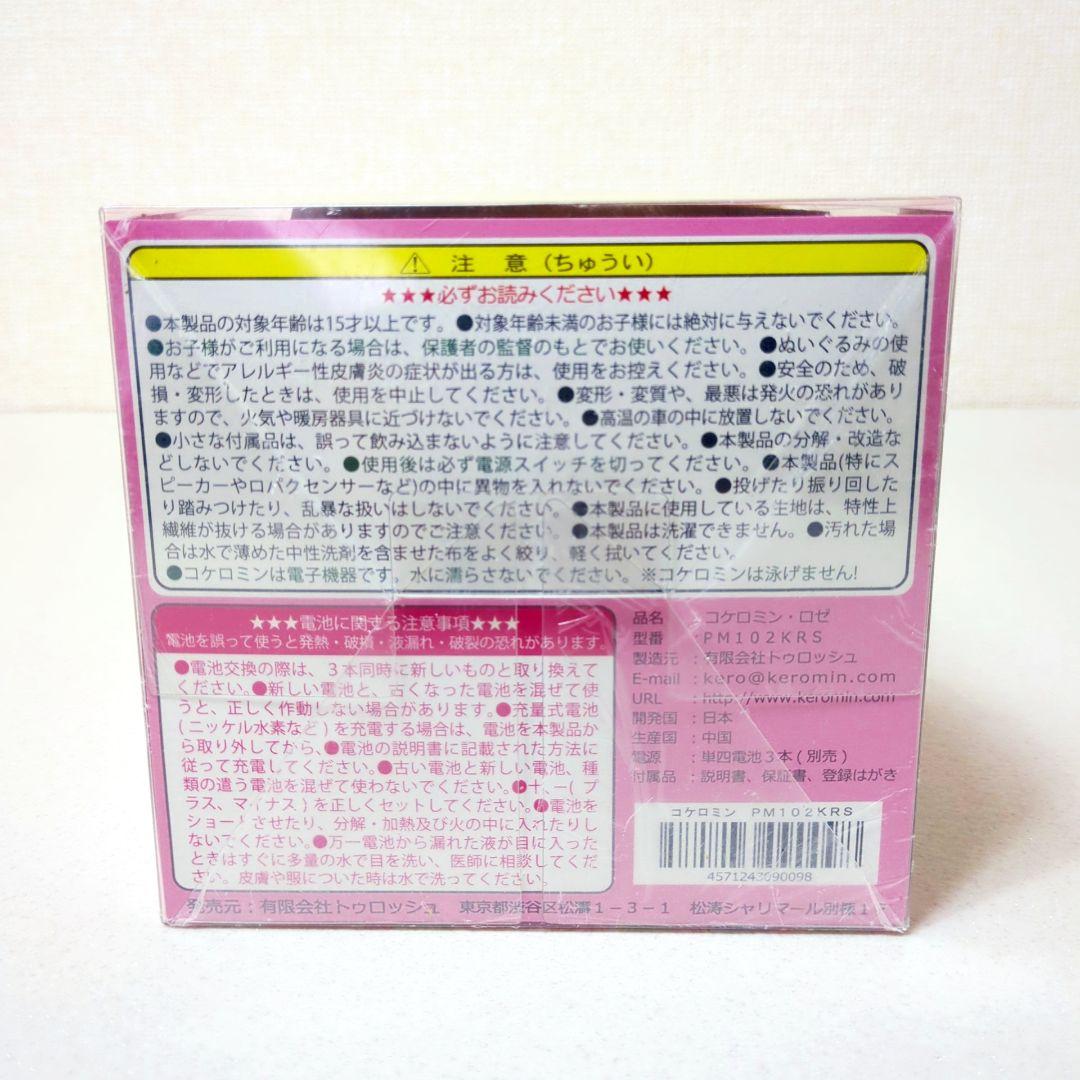 ⚠ 注 意 (ちゅうい)
★★★必ずお読みください★★★
●本製品の対象年齢は15才以上です。●対象年齢未満のお子様には絶対に与えないでください。
●お子様がご利用になる場合は、保護者の監督のもとでお使いください。●ぬいぐるみの使
用などでアレルギー性皮膚炎の症状が出る方は、使用をお控えください。●安全のため、破
損・変形したときは、使用を中止してください。●変形・変質や、最悪は発火の恐れがあり
ますので、火気や暖房器具に近づけないでください。●高温の車の中に放置しないでください。
●小さな付属品は、誤って飲み込まないように注意してください。●本製品の分解・改造な
どしないでください。●使用後は必ず電源スイッチを切ってください。●本製品(特にス
ピーカーや口パクセンサーなど)の中に異物を入れないでください。●投げたり振り回した
り踏みつけたり、乱暴な扱いはしないでください。●本製品に使用している生地は、特性上
繊維が抜ける場合がありますのでご注意ください。●本製品は洗濯できません。●汚れた場
合は水で薄めた中性洗剤を含ませた布をよく絞り、軽く拭いてください。
●コケロミンは電子機器です。水に濡らさないでください。※コケロミンは泳げません!
★★★電池に関する注意事項★★★
電池を誤って使うと発熱・破損・液漏れ・破裂の恐れがあります。
●電池交換の際は、3本同時に新しいものと取り換えて
ください。●新しい電池と、古くなった電池を混ぜて使
うと、正しく作動しない場合があります。●充量式電池
(ニッケル水素など)を充電する場合は、電池を本製品か
ら取り外してから、●電池の説明書に記載された方法に
従って充電してください。●古い電池と新しい電池、種
類の違う電池を混ぜて使わないでください。●+、-(プ
ラス、マイナス)を正しくセットしてください。●電池を
ショートさせたり、分解・加熱及び火の中に入れたりし
ないでください。●万一電池から漏れた液が目に入った
ときはすぐに多量の水で目を洗い、医師に相談してくだ
さい。皮膚や服についた時は水で洗ってください。
品名 :コケロミン・ロゼ
型番 :PM102KRS
製造元:有限会社トゥロッシュ
E-mail :kero@keromin.com
URL :http://www.keromin.com
開発国:日本
生産国:中国
電源 :単四電池3本(別売)
付属品:説明書、保証書、登録はがき
コケロミン PM102KRS
4571243090098
発売元:有限会社トゥロッシュ 東京都渋谷区松濤1-3-1 松涛シャリマール別館1F